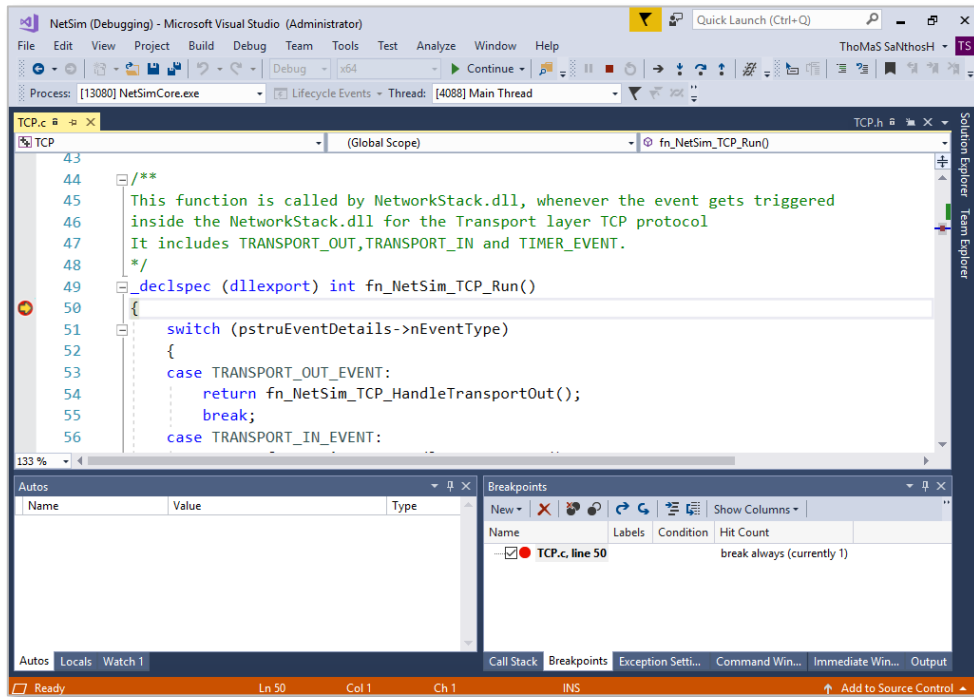 NetSim (Debugging) - Microsoft Visual Studio (Administrator)
Quick Launch (Ctrl+Q)
File Edit View Project Build Debug Team Tools Test Analyze Window Help
ThoMaS SaNthosH
TS
Debug x64 Continue
Process: [13080] NetSimCore.exe Lifecycle Events Thread: [4088] Main Thread
TCP.c
TCP.h
TCP (Global Scope) fn_NetSim_TCP_Run()
43
44 /**
45 This function is called by NetworkStack.dll, whenever the event gets triggered
46 inside the NetworkStack.dll for the Transport layer TCP protocol
47 It includes TRANSPORT_OUT,TRANSPORT_IN and TIMER_EVENT.
48 */
49 _declspec (dllexport) int fn_NetSim_TCP_Run()
50 {
51 switch (pstruEventDetails->nEventType)
52 {
53 case TRANSPORT_OUT_EVENT:
54 return fn_NetSim_TCP_HandleTransportOut();
55 break;
56 case TRANSPORT_IN_EVENT:
133 %
Solution Explorer
Team Explorer
Autos
Name Value Type
Autos Locals Watch 1
Breakpoints
New Show Columns
Name Labels Condition Hit Count
TCP.c, line 50 break always (currently 1)
Call Stack Breakpoints Exception Setti... Command Win... Immediate Win... Output
Ready Ln 50 Col 1 Ch 1 INS Add to Source Control